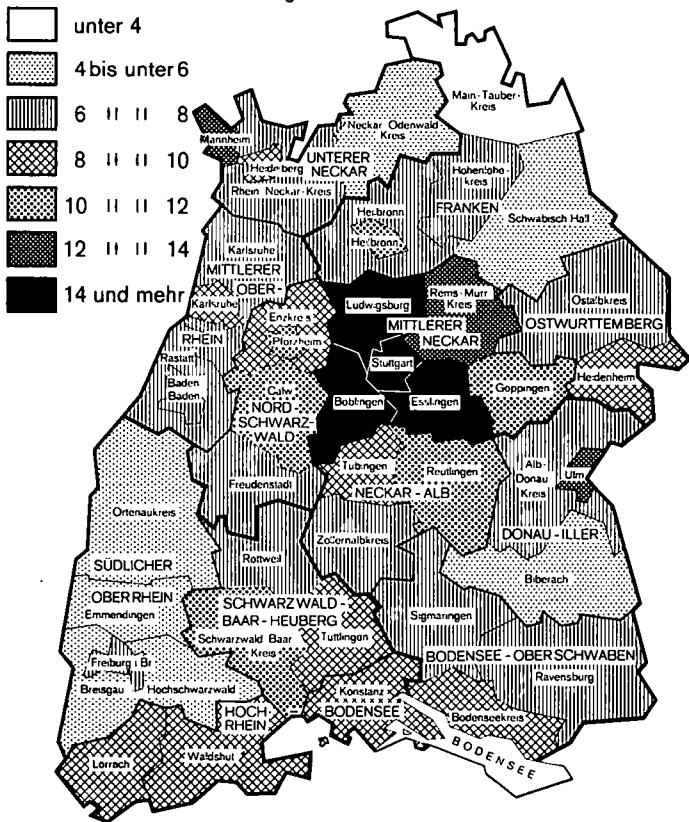 unter 4
4 bis unter 6
6 " " 8
8 " " 10
10 " " 12
12 " " 14
14 und mehr
Main-Tauber-
Kreis
Neckar Odenwald
Kreis
Mannheim
UNTERER
NECKAR
Heidelberg
Rhein Neckar-Kreis
Hohenlohe
kreis
FRANKEN
Schwäbisch Hall
Heilbronn
Heilbronn
Karlsruhe
MITTLERER
OBER-
Karlsruhe
RHEIN
Enzkreis
Pforzheim
Ludwigsburg
Rems-Murr
Kreis
MITTLERER
NECKAR
Ostalbkreis
OSTWURTTEMBERG
Stuttgart
Rastatt
Baden
Baden
Calw
NORD
SCHWARZ-
WALD
Böblingen
Esslingen
Göppingen
Heidenheim
Tübingen
Reutlingen
NECKAR-ALB
Alb-
Donau
Kreis
Ulm
Freudenstadt
Ortenaukreis
Zollernalbkreis
DONAU-ILLER
Rottweil
SÜDLICHER
OBERRHEIN
Biberach
Emmendingen
SCHWARZWALD-
BAAR-HEUBERG
Schwarzwald Baar
Kreis
Tuttlingen
Sigmaringen
BODENSEE-OBERSCHWABEN
Ravensburg
Freiburg i Br
Breisgau
Hochschwarzwald
HOCH-
RHEIN
Konstanz
BODENSEE
Bodenseekreis
Lörrach
Waldshut
BODENSEE